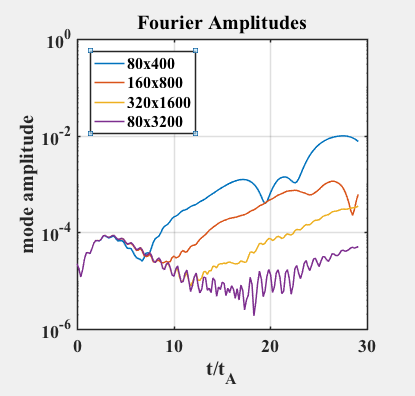 Fourier Amplitudes
10^0
80x400
160x800
320x1600
80x3200
10^-2
mode amplitude
10^-4
10^-6
0
10
20
30
t/t_A